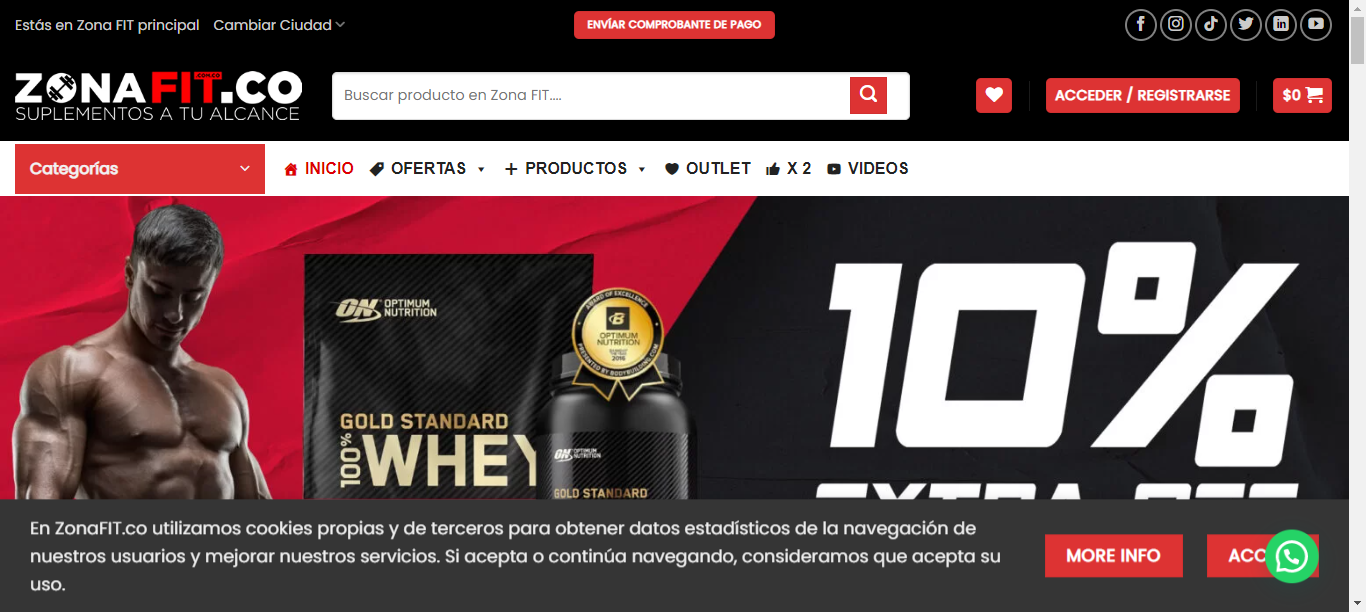 Estás en Zona FIT principal Cambiar Ciudad
ENVÍAR COMPROBANTE DE PAGO
ZONAFIT.CO
.COM.CO
SUPLEMENTOS A TU ALCANCE
Buscar producto en Zona FIT....
ACCEDER / REGISTRARSE
$0
Categorías
INICIO OFERTAS PRODUCTOS OUTLET X 2 VIDEOS
ON OPTIMUM
NUTRITION
GOLD STANDARD
100% WHEY
AWARD OF EXCELLENCE
B
OPTIMUM
NUTRITION
2016
PRESENTED BY BODYBUILDING.COM
ON OPTIMUM
NUTRITION
GOLD STANDARD
10%
En ZonaFIT.co utilizamos cookies propias y de terceros para obtener datos estadísticos de la navegación de
nuestros usuarios y mejorar nuestros servicios. Si acepta o continúa navegando, consideramos que acepta su
uso.
MORE INFO
ACC